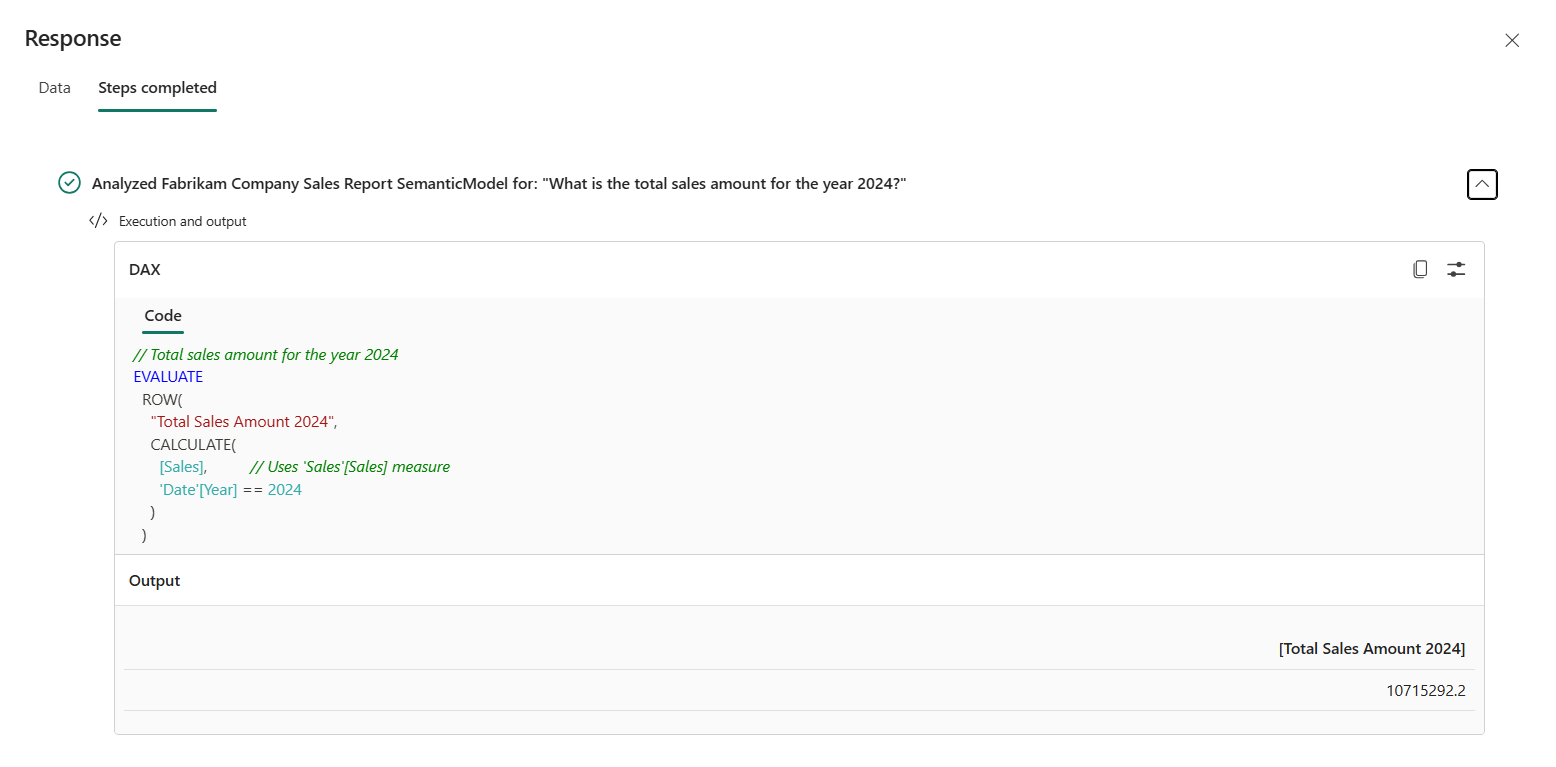 Response
Data Steps completed
Analyzed Fabrikam Company Sales Report SemanticModel for: "What is the total sales amount for the year 2024?"
</> Execution and output
DAX
Code
// Total sales amount for the year 2024
EVALUATE
ROW(
"Total Sales Amount 2024",
CALCULATE(
[Sales], // Uses 'Sales'[Sales] measure
'Date'[Year] == 2024
)
)
Output
[Total Sales Amount 2024]
10715292.2